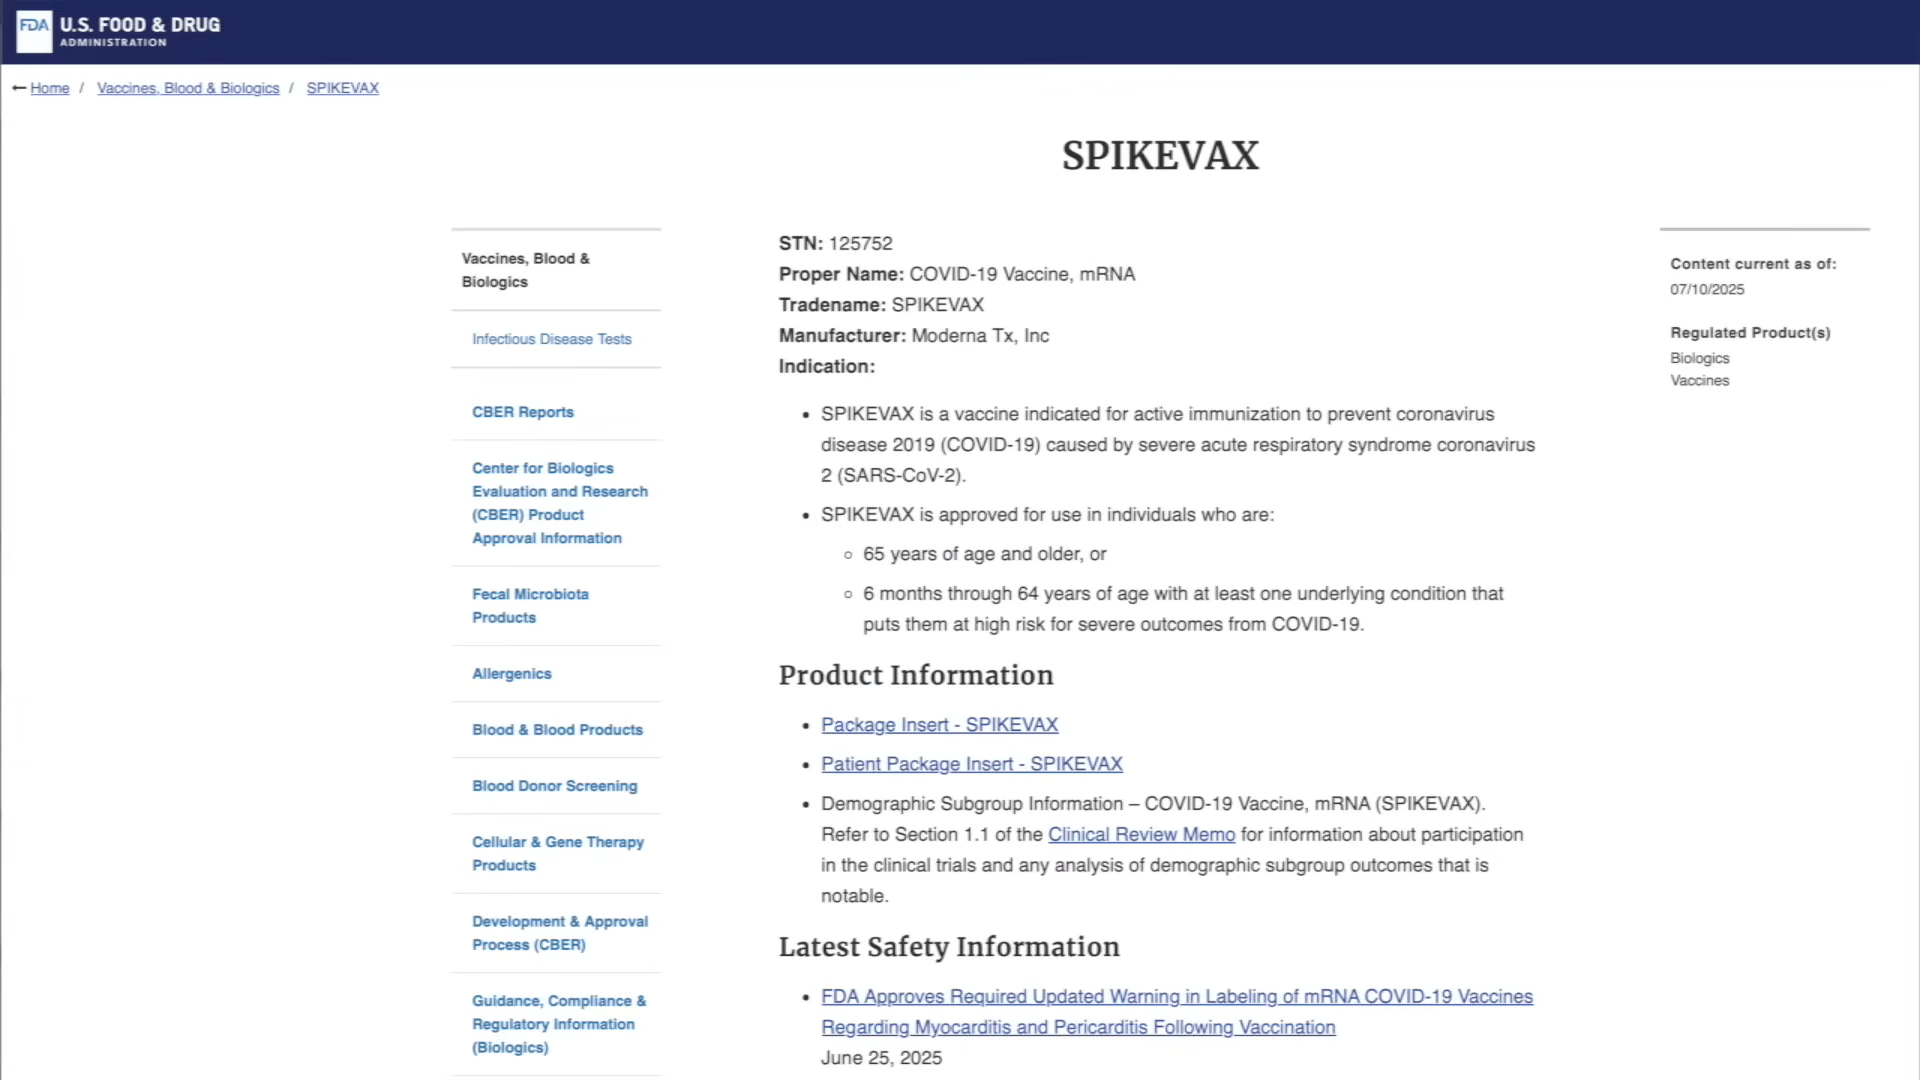 FDA U.S. FOOD & DRUG
ADMINISTRATION
← Home / Vaccines, Blood & Biologics / SPIKEVAX
SPIKEVAX
Vaccines, Blood &
Biologics
Infectious Disease Tests
CBER Reports
Center for Biologics
Evaluation and Research
(CBER) Product
Approval Information
Fecal Microbiota
Products
Allergenics
Blood & Blood Products
Blood Donor Screening
Cellular & Gene Therapy
Products
Development & Approval
Process (CBER)
Guidance, Compliance &
Regulatory Information
(Biologics)
STN: 125752
Proper Name: COVID-19 Vaccine, mRNA
Tradename: SPIKEVAX
Manufacturer: Moderna Tx, Inc
Indication:
• SPIKEVAX is a vaccine indicated for active immunization to prevent coronavirus
disease 2019 (COVID-19) caused by severe acute respiratory syndrome coronavirus
2 (SARS-CoV-2).
• SPIKEVAX is approved for use in individuals who are:
○ 65 years of age and older, or
○ 6 months through 64 years of age with at least one underlying condition that
puts them at high risk for severe outcomes from COVID-19.
Product Information
• Package Insert - SPIKEVAX
• Patient Package Insert - SPIKEVAX
• Demographic Subgroup Information – COVID-19 Vaccine, mRNA (SPIKEVAX).
Refer to Section 1.1 of the Clinical Review Memo for information about participation
in the clinical trials and any analysis of demographic subgroup outcomes that is
notable.
Latest Safety Information
• FDA Approves Required Updated Warning in Labeling of mRNA COVID-19 Vaccines
Regarding Myocarditis and Pericarditis Following Vaccination
June 25, 2025
Content current as of:
07/10/2025
Regulated Product(s)
Biologics
Vaccines